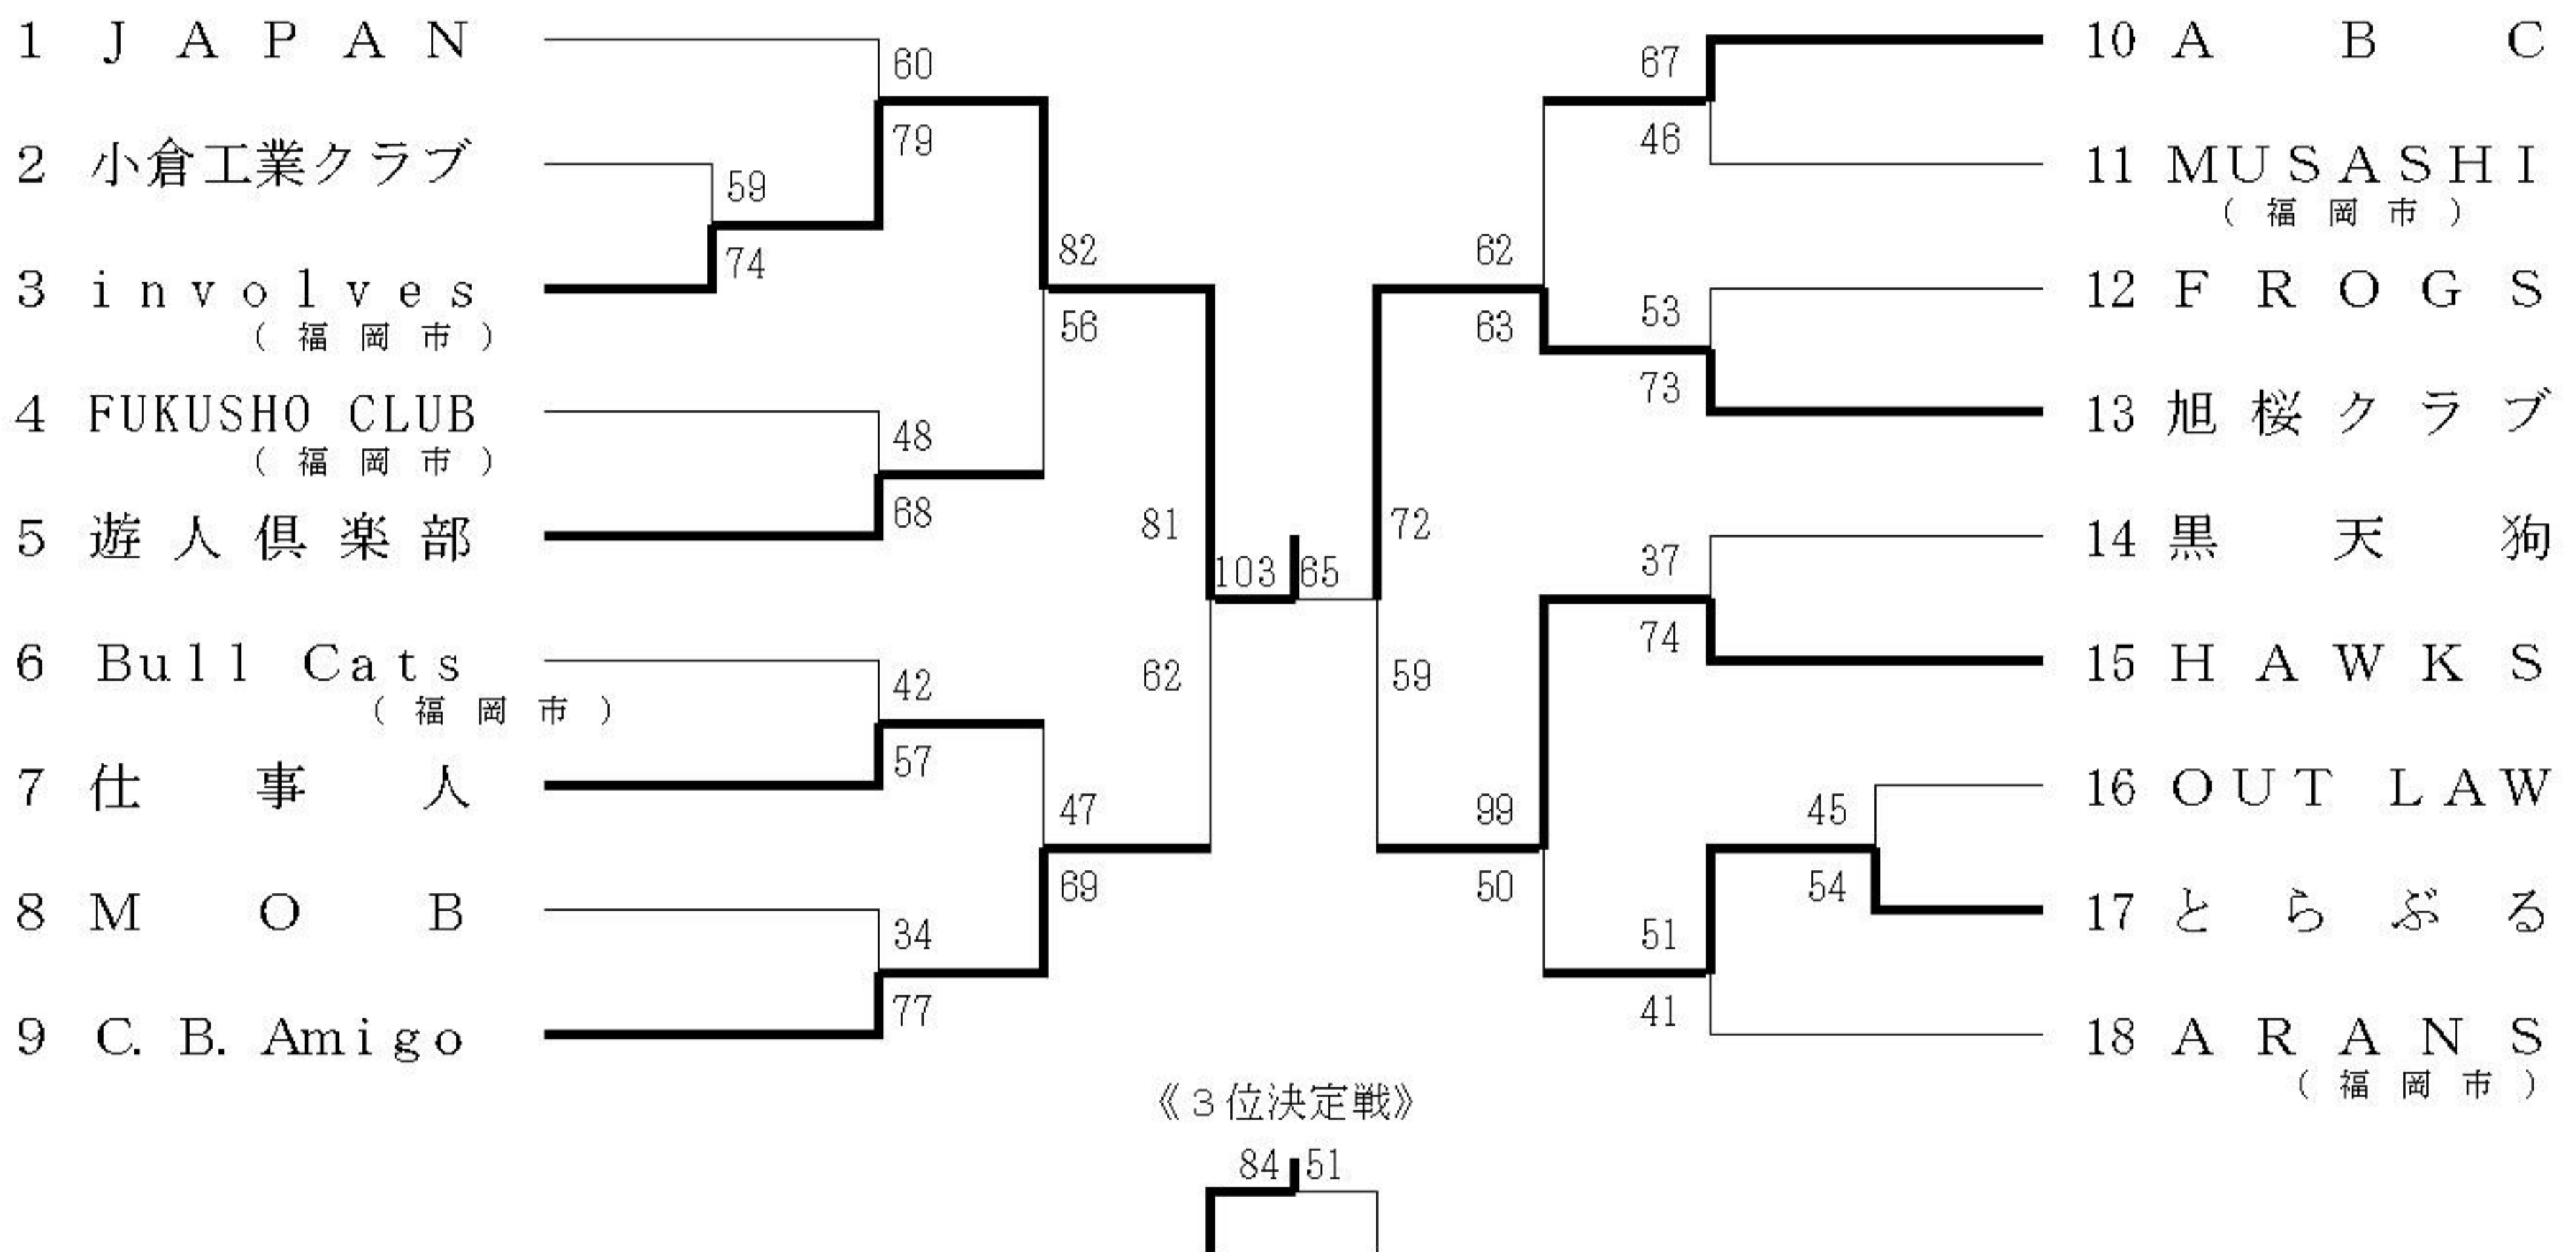 1 JAPAN
2 小倉工業クラブ
3 involves
(福岡市)
4 FUKUSHO CLUB
(福岡市)
5 遊人倶楽部
6 Bull Cats
(福岡市)
7 仕事人
8 MOB
9 C.B.Amigo
60
79
59
74
82
56
48
68
81
62
42
57
47
69
34
77
103 65
72
59
67
46
62
63
53
73
37
74
99
50
45
54
51
41
10 ABC
11 MUSASHI
(福岡市)
12 FROGS
13 旭桜クラブ
14 黒天狗
15 HAWKS
16 OUT LAW
17 とらぶる
18 ARANS
(福岡市)
《3位決定戦》
84 51